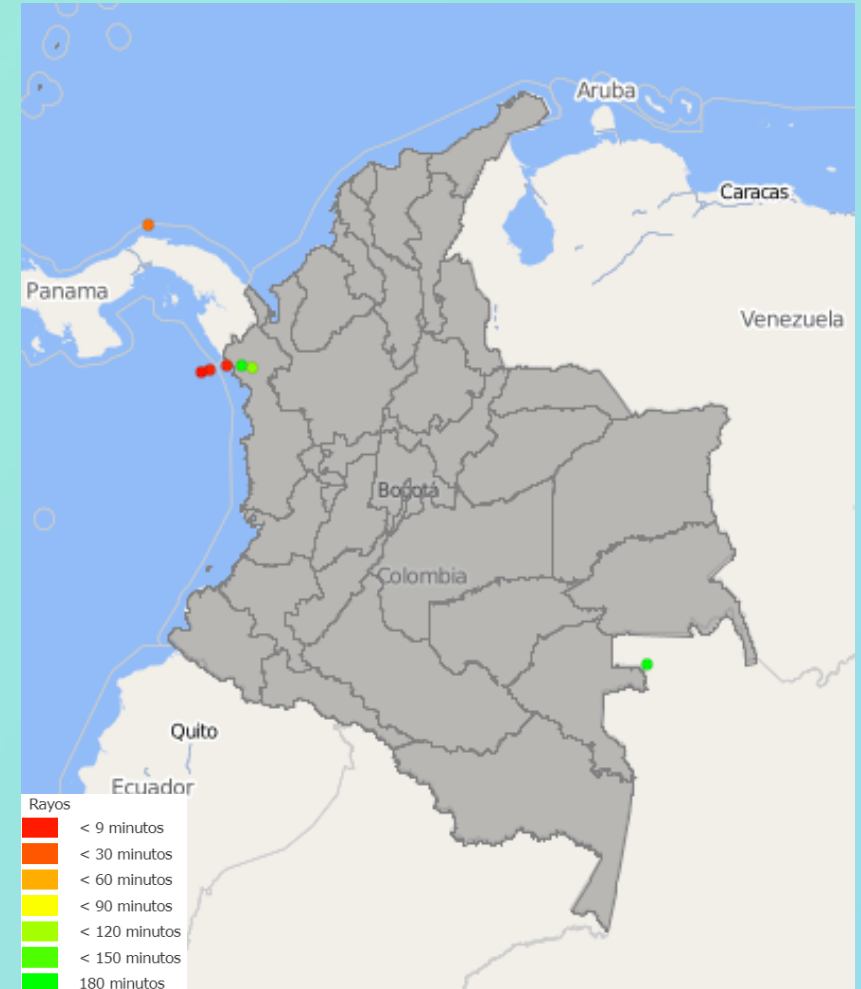 Aruba
Caracas
Panama
Venezuela
Bogotá
Colombia
Quito
Ecuador
Rayos
< 9 minutos
< 30 minutos
< 60 minutos
< 90 minutos
< 120 minutos
< 150 minutos
180 minutos